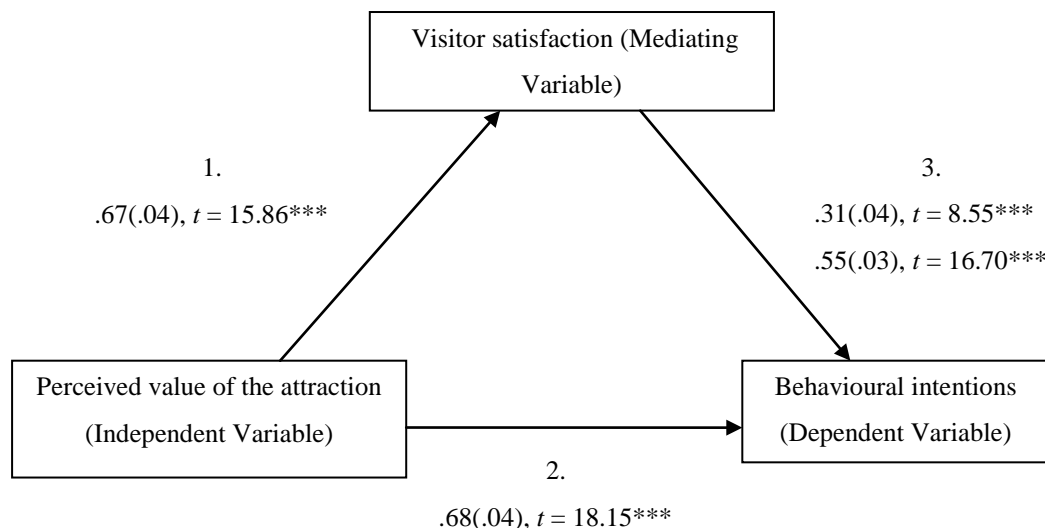 Visitor satisfaction (Mediating
Variable)
1.
.67(.04), t = 15.86***
3.
.31(.04), t = 8.55***
.55(.03), t = 16.70***
Perceived value of the attraction
(Independent Variable)
Behavioural intentions
(Dependent Variable)
2.
.68(.04), t = 18.15***